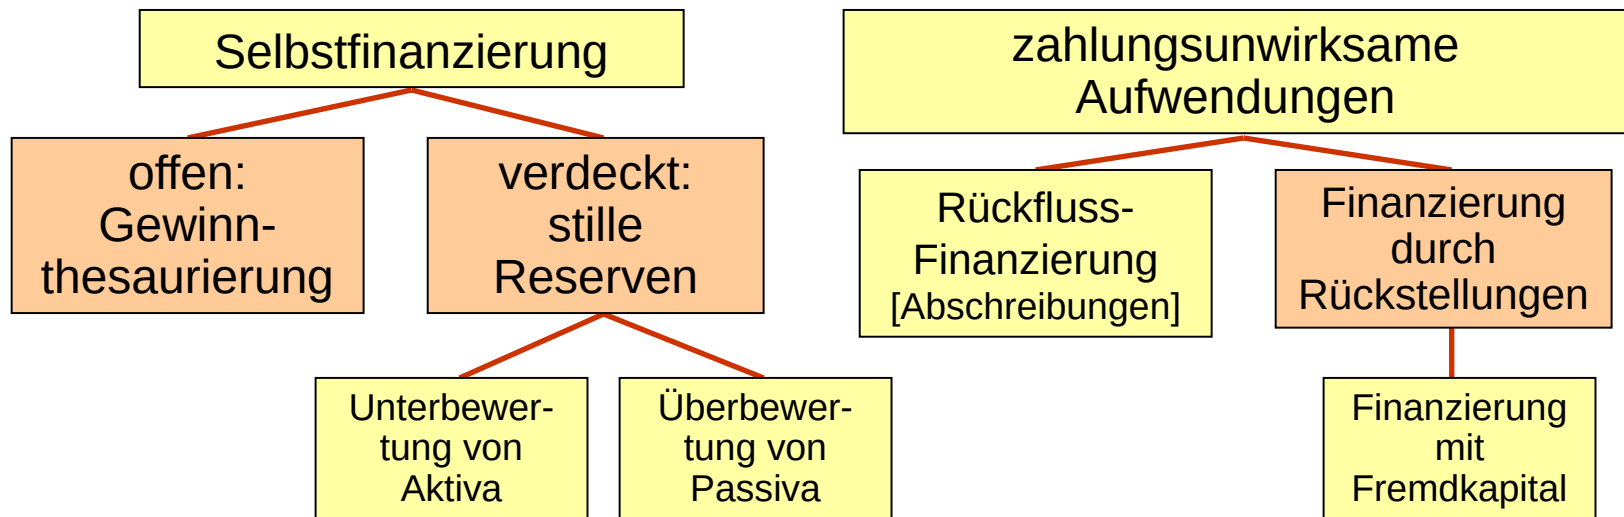 Selbstfinanzierung
zahlungsunwirksame
Aufwendungen
offen:
Gewinn-
thesaurierung
verdeckt:
stille
Reserven
Rückfluss-
Finanzierung
[Abschreibungen]
Finanzierung
durch
Rückstellungen
Unterbewer-
tung von
Aktiva
Überbewer-
tung von
Passiva
Finanzierung
mit
Fremdkapital